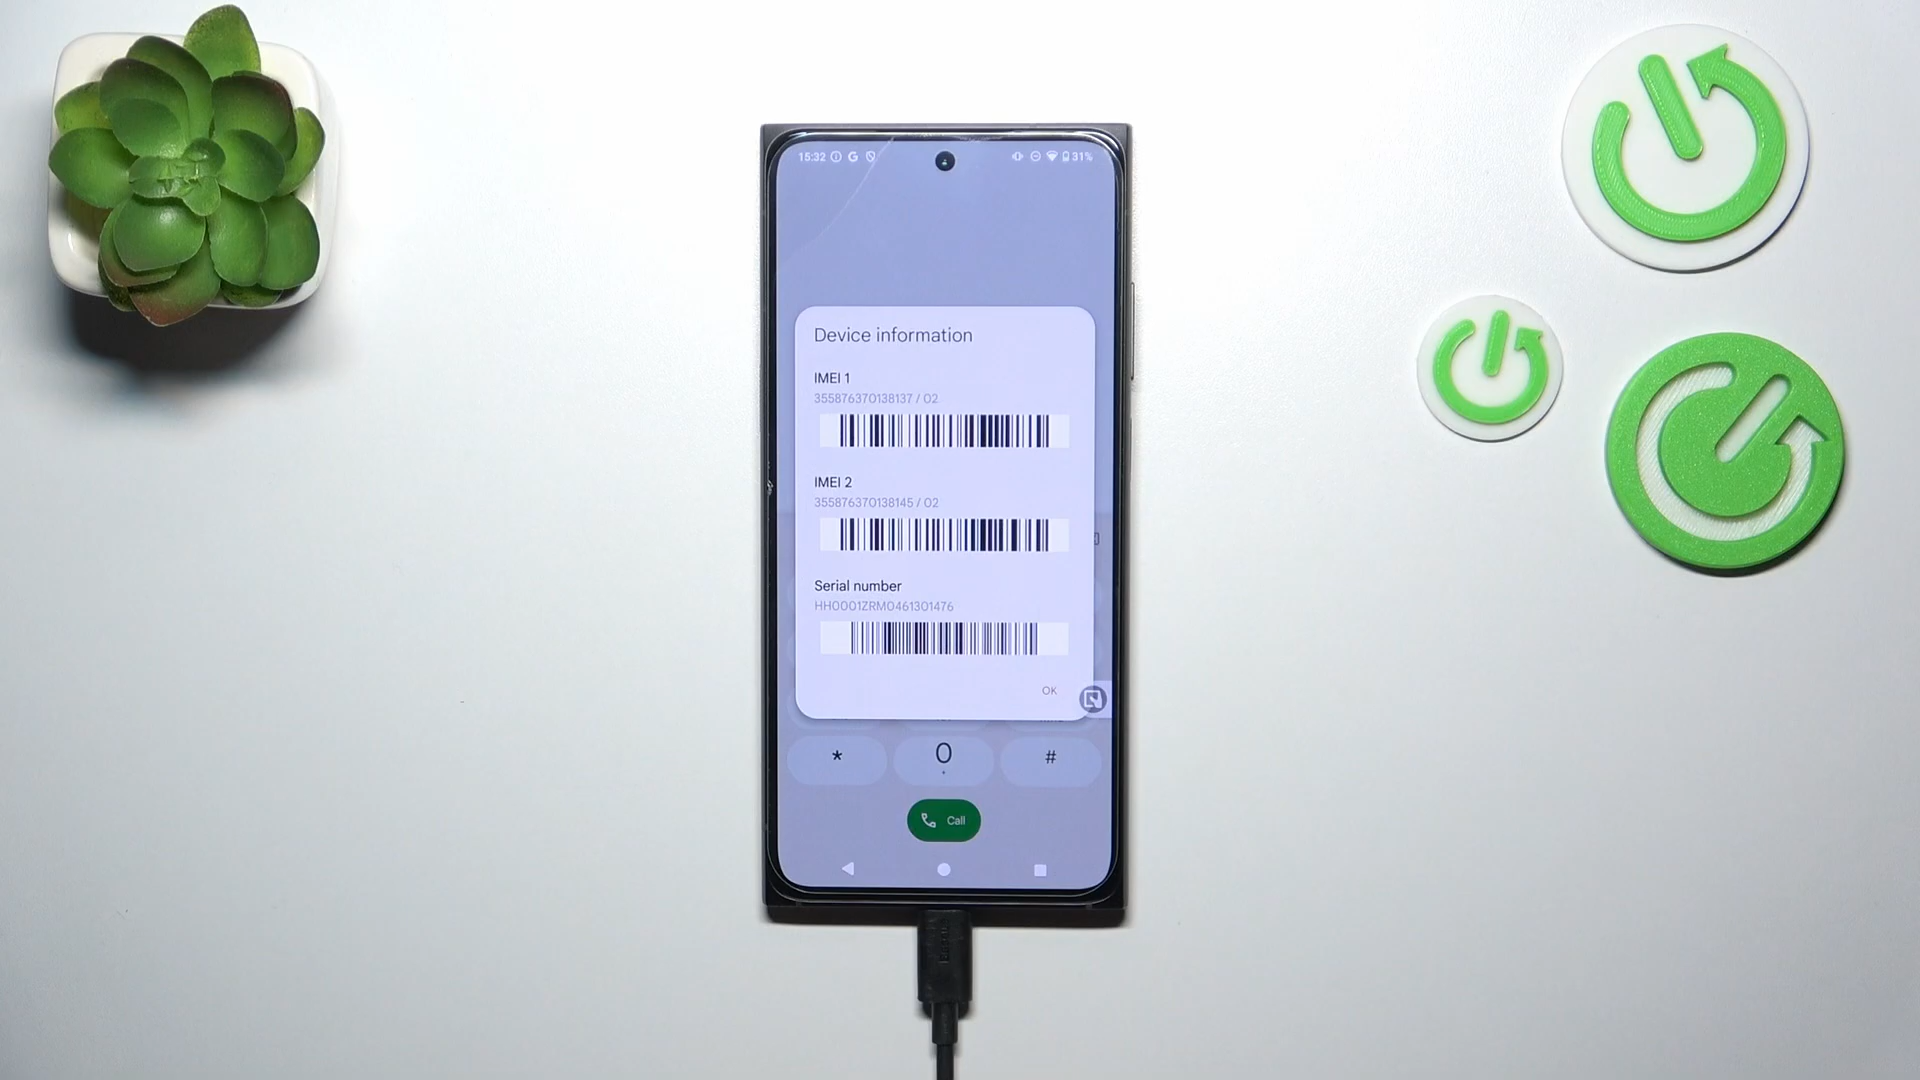 15:32 31%
Device information
IMEI 1
355876370138137 / 02
IMEI 2
355876370138145 / 02
Serial number
HH0001ZRM0461301476
OK
* 0 #
+
Call